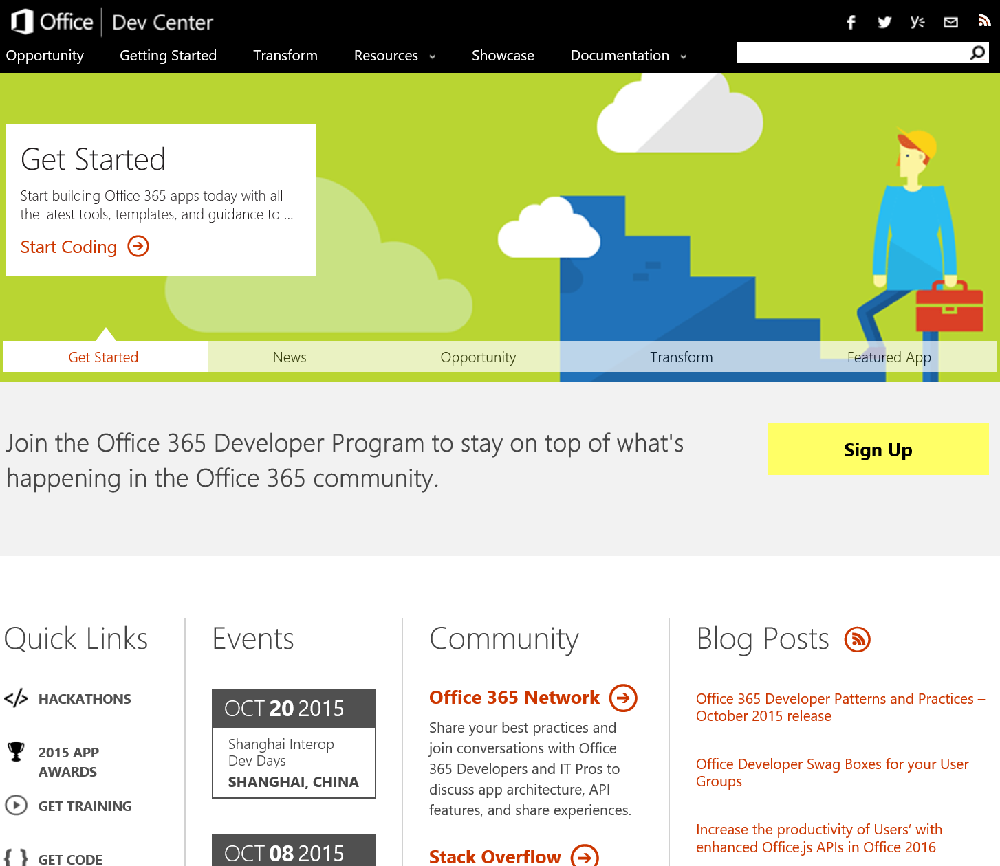 Office | Dev Center
Opportunity Getting Started Transform Resources Showcase Documentation
Get Started
Start building Office 365 apps today with all
the latest tools, templates, and guidance to ...
Start Coding
Get Started News Opportunity Transform Featured App
Join the Office 365 Developer Program to stay on top of what's
happening in the Office 365 community.
Sign Up
Quick Links
HACKATHONS
2015 APP
AWARDS
GET TRAINING
GET CODE
Events
OCT 20 2015
Shanghai Interop
Dev Days
SHANGHAI, CHINA
OCT 08 2015
Community
Office 365 Network
Share your best practices and
join conversations with Office
365 Developers and IT Pros to
discuss app architecture, API
features, and share experiences.
Stack Overflow
Blog Posts
Office 365 Developer Patterns and Practices –
October 2015 release
Office Developer Swag Boxes for your User
Groups
Increase the productivity of Users’ with
enhanced Office.js APIs in Office 2016